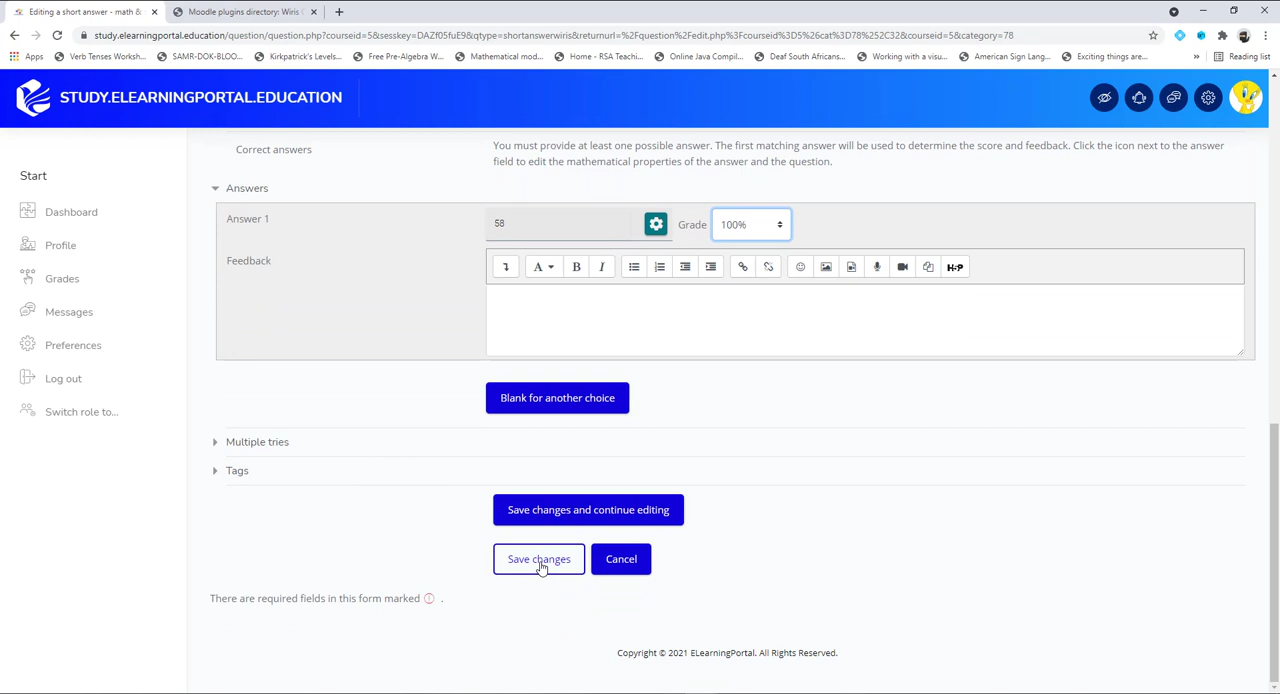 Editing a short answer - math &
Moodle plugins directory: Wiris
study.elearningportal.education/question/question.php?courseid=5&sesskey=DAZf05fuE9&qtype=shortanswerwiris&returnurl=%2Fquestion%2Fedit.php%3Fcourseid%3D5%26cat%3D78%252C32&courseid=5&category=78
Apps
Verb Tenses Worksh...
SAMR-DOK-BLOO...
Kirkpatrick's Levels...
Free Pre-Algebra W...
Mathematical mod...
Home - RSA Teachi...
Online Java Compil...
Deaf South Africans...
Working with a visu...
American Sign Lang...
Exciting things are...
»
Reading list
STUDY.ELEARNINGPORTAL.EDUCATION
Start
Dashboard
Profile
Grades
Messages
Preferences
Log out
Switch role to...
Correct answers
You must provide at least one possible answer. The first matching answer will be used to determine the score and feedback. Click the icon next to the answer
field to edit the mathematical properties of the answer and the question.
Answers
Answer 1
58
Grade
100%
Feedback
A
B
I
H-P
Blank for another choice
Multiple tries
Tags
Save changes and continue editing
Save changes
Cancel
There are required fields in this form marked .
Copyright © 2021 ELearningPortal. All Rights Reserved.